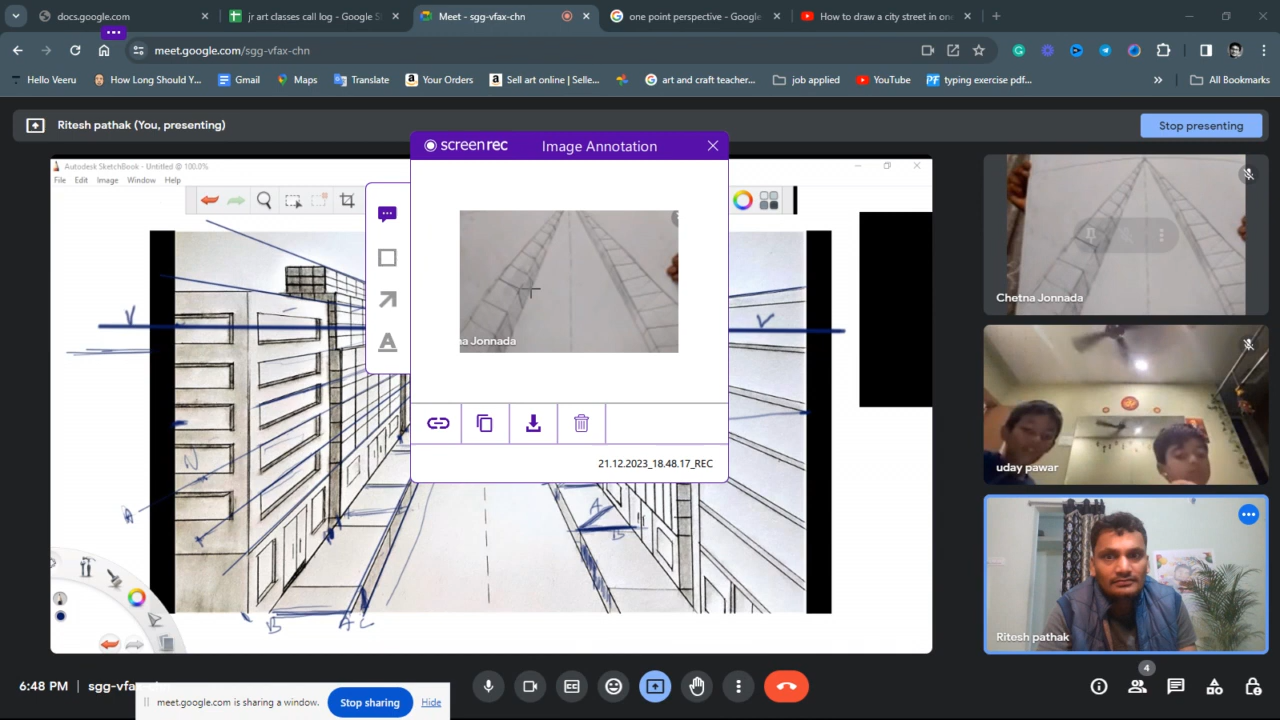 docs.google.com
jr art classes call log - Google S
Meet - sgg-vfax-chn
one point perspective - Google
How to draw a city street in one
meet.google.com/sgg-vfax-chn
Hello Veeru
How Long Should Y...
Gmail
Maps
Translate
Your Orders
Sell art online | Selle...
art and craft teacher...
job applied
YouTube
typing exercise pdf...
All Bookmarks
Ritesh pathak (You, presenting)
Stop presenting
screenrec
Image Annotation
Autodesk SketchBook - Untitled @ 100.0%
File Edit Image Window Help
A
na Jonnada
21.12.2023_18.48.17_REC
V
V
A
A
B
B
A C
Chetna Jonnada
uday pawar
Ritesh pathak
6:48 PM
sgg-vfa
meet.google.com is sharing a window.
Stop sharing
Hide
4